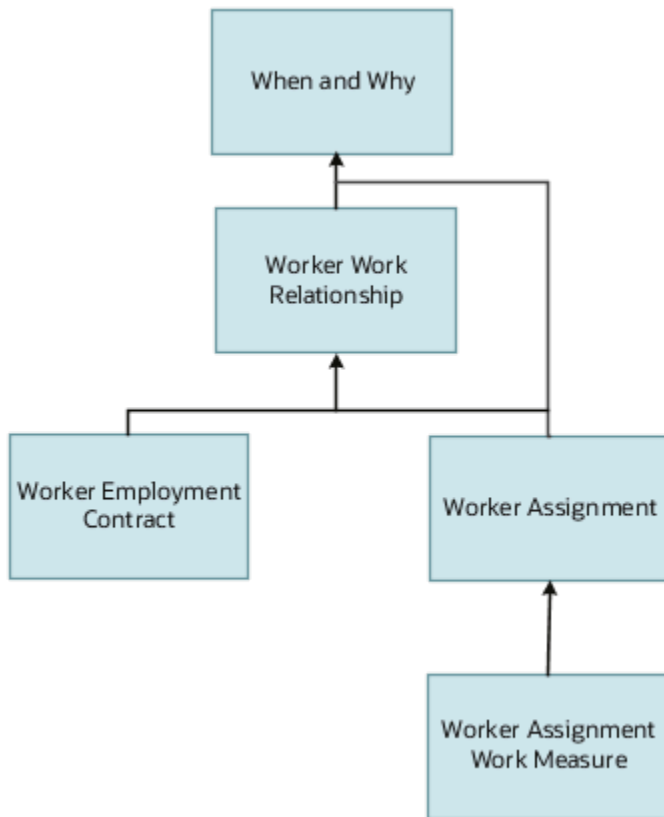 When and Why
Worker Work
Relationship
Worker Employment
Contract
Worker Assignment
Worker Assignment
Work Measure